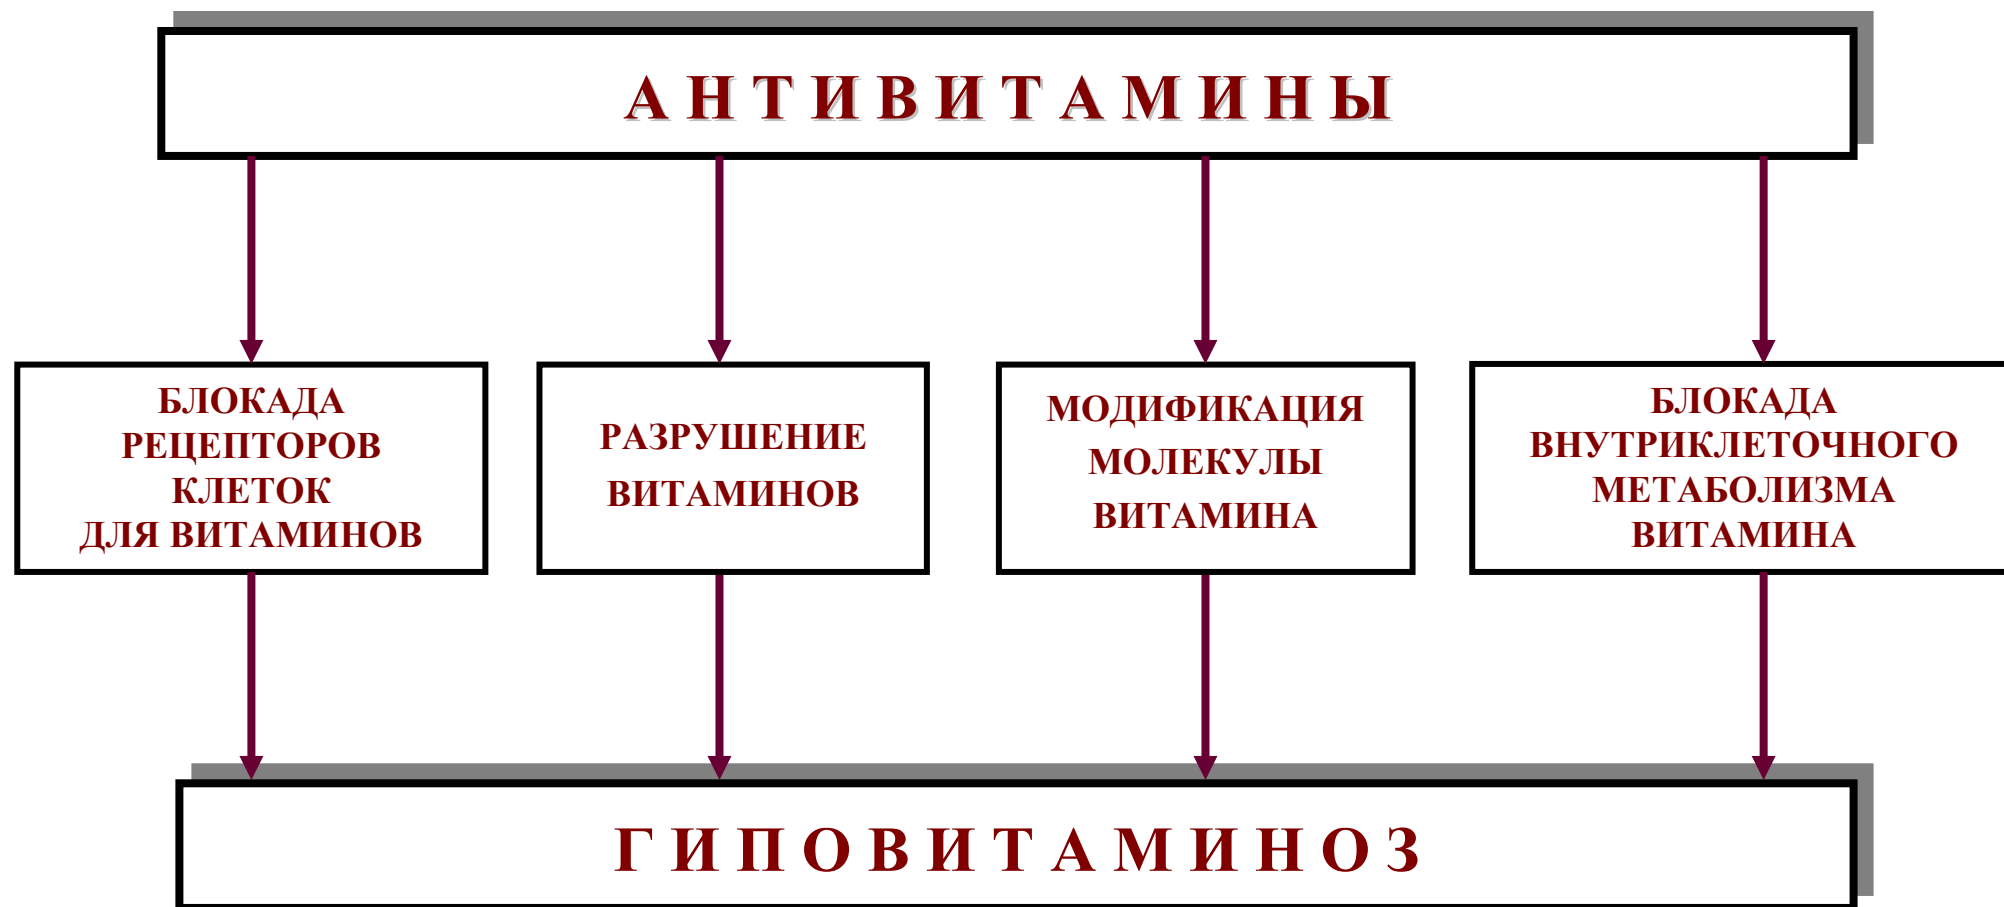 А Н Т И В И Т А М И Н Ы
БЛОКАДА
РЕЦЕПТОРОВ
КЛЕТОК
ДЛЯ ВИТАМИНОВ
РАЗРУШЕНИЕ
ВИТАМИНОВ
МОДИФИКАЦИЯ
МОЛЕКУЛЫ
ВИТАМИНА
БЛОКАДА
ВНУТРИКЛЕТОЧНОГО
МЕТАБОЛИЗМА
ВИТАМИНА
Г И П О В И Т А М И Н О З